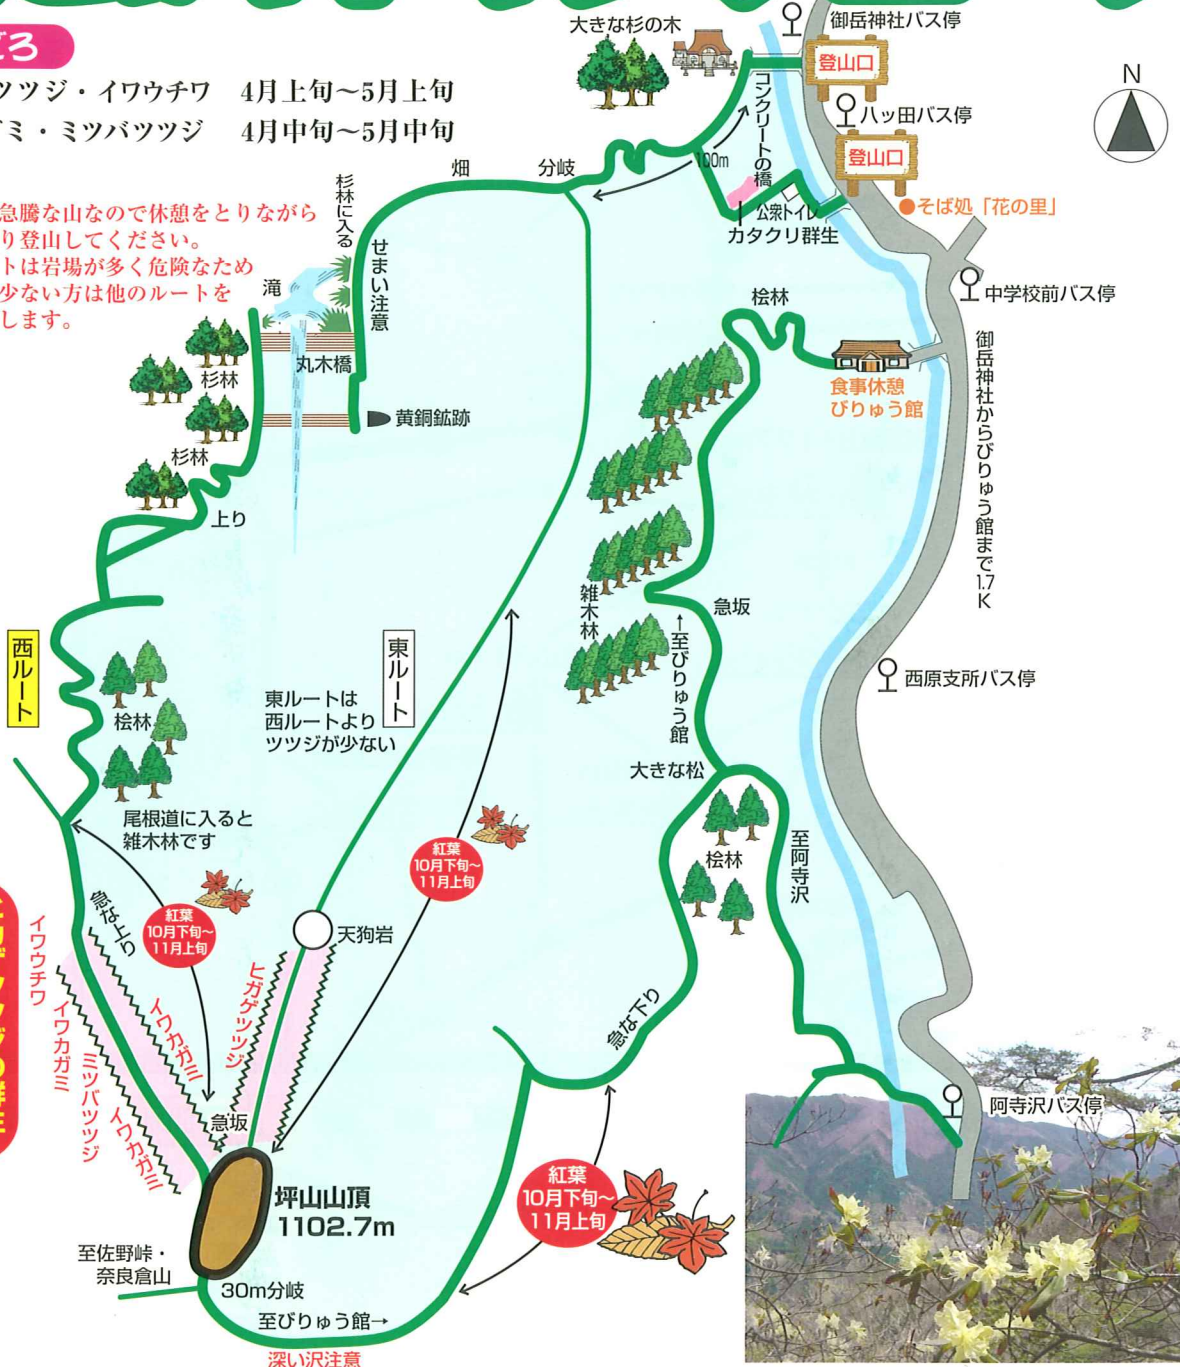 ごろ
ツツジ・イワウチワ 4月上旬〜5月上旬
ミ・ミツバツツジ 4月中旬〜5月中旬
急騰な山なので休憩をとりながら
り登山してください。
トは岩場が多く危険なため
少ない方は他のルートを
します。
大きな杉の木
御岳神社バス停
登山口
八ッ田バス停
登山口
そば処「花の里」
N
コンクリートの橋
100m
公衆トイレ
カタクリ群生
中学校前バス停
畑
分岐
杉林に入る
せまい注意
滝
丸木橋
黄銅鉱跡
杉林
杉林
上り
桧林
食事休憩
びりゅう館
御岳神社からびりゅう館まで1.7K
雑木林
急坂
←至びりゅう館
西原支所バス停
西ルート
東ルート
東ルートは
西ルートより
ツツジが少ない
桧林
尾根道に入ると
雑木林です
大きな松
桧林
至阿寺沢
紅葉
10月下旬〜
11月上旬
紅葉
10月下旬〜
11月上旬
急な上り
天狗岩
イワウチワ
イワカガミ
ミツバツツジ
イワカガミ
イワカガミ
ヒガゲツツジ
急坂
急な下り
阿寺沢バス停
紅葉
10月下旬〜
11月上旬
坪山山頂
1102.7m
至佐野峠・
奈良倉山
30m分岐
至びりゅう館→
深い沢注意